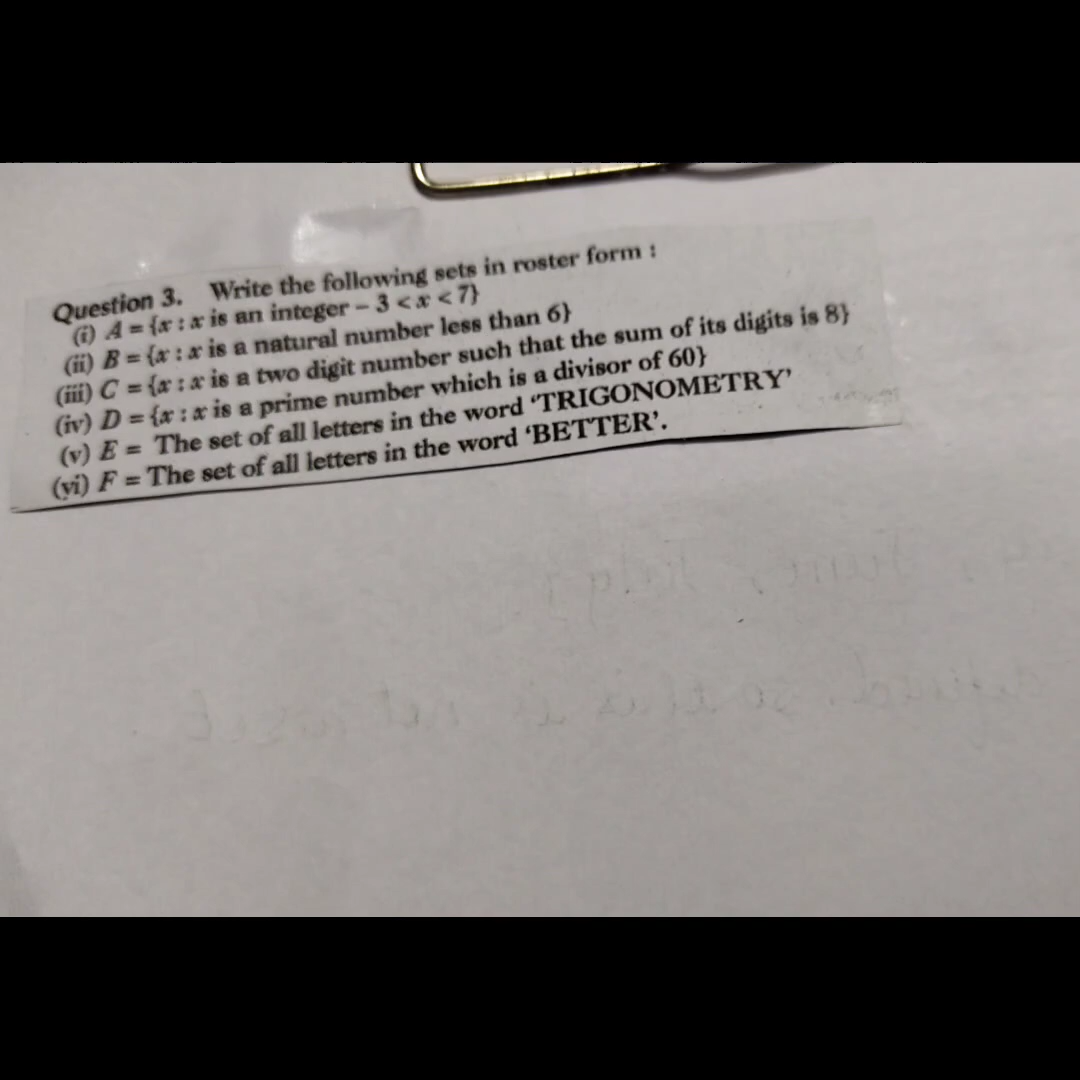 Question 3. Write the following sets in roster form :
(i) A = {x : x is an integer – 3 < x < 7}
(ii) B = {x : x is a natural number less than 6}
(iii) C = {x : x is a two digit number such that the sum of its digits is 8}
(iv) D = {x : x is a prime number which is a divisor of 60}
(v) E = The set of all letters in the word ‘TRIGONOMETRY’
(vi) F = The set of all letters in the word ‘BETTER’.